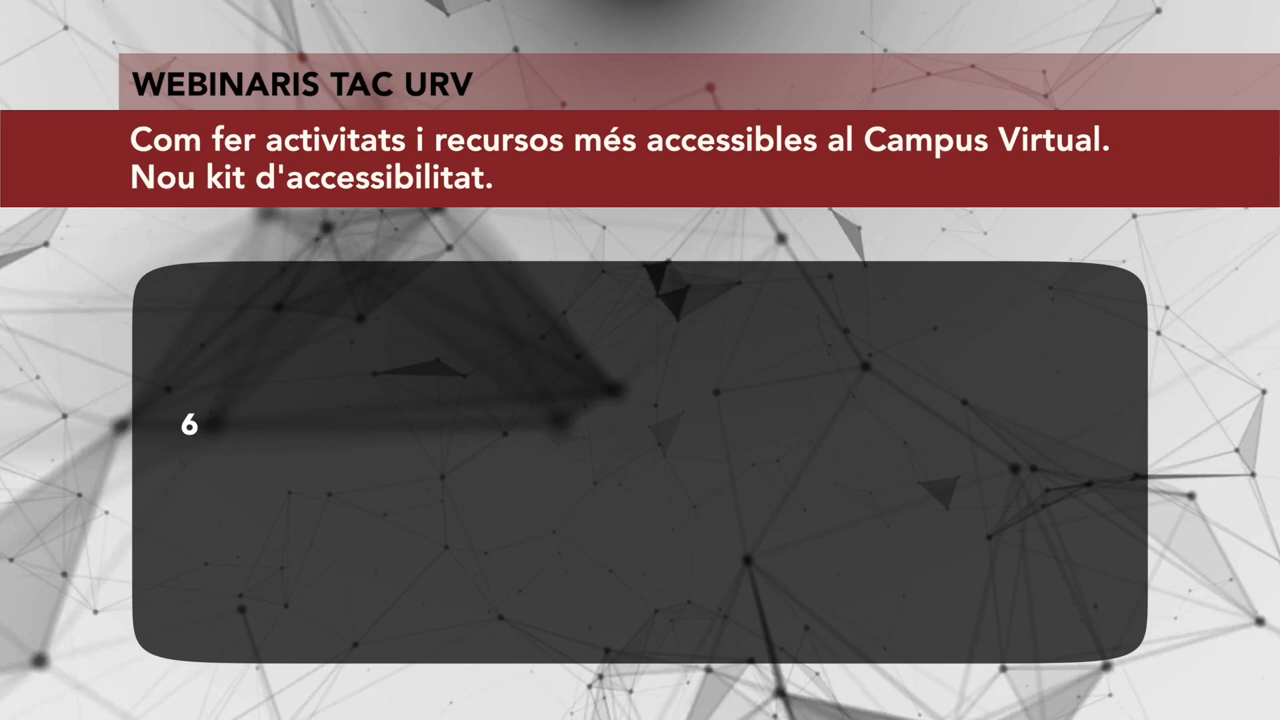 WEBINARIS TAC URV
Com fer activitats i recursos més accessibles al Campus Virtual.
Nou kit d'accessibilitat.
6